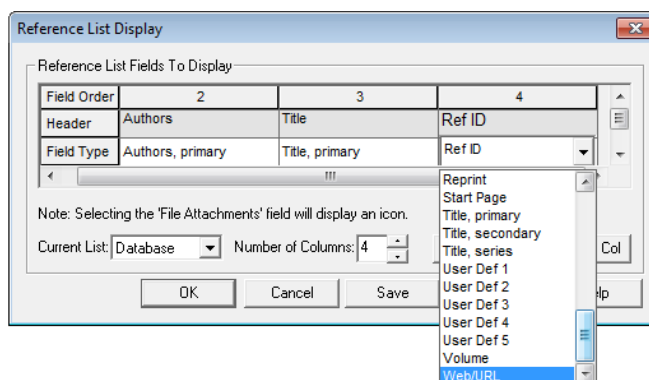 Reference List Display
Reference List Fields To Display
Field Order 2 3 4
Header Authors Title Ref ID
Field Type Authors, primary Title, primary Ref ID
Reprint
Start Page
Title, primary
Title, secondary
Title, series
User Def 1
User Def 2
User Def 3
User Def 4
User Def 5
Volume
Web/URL
Note: Selecting the 'File Attachments' field will display an icon.
Current List: Database Number of Columns: 4 Col
OK Cancel Save